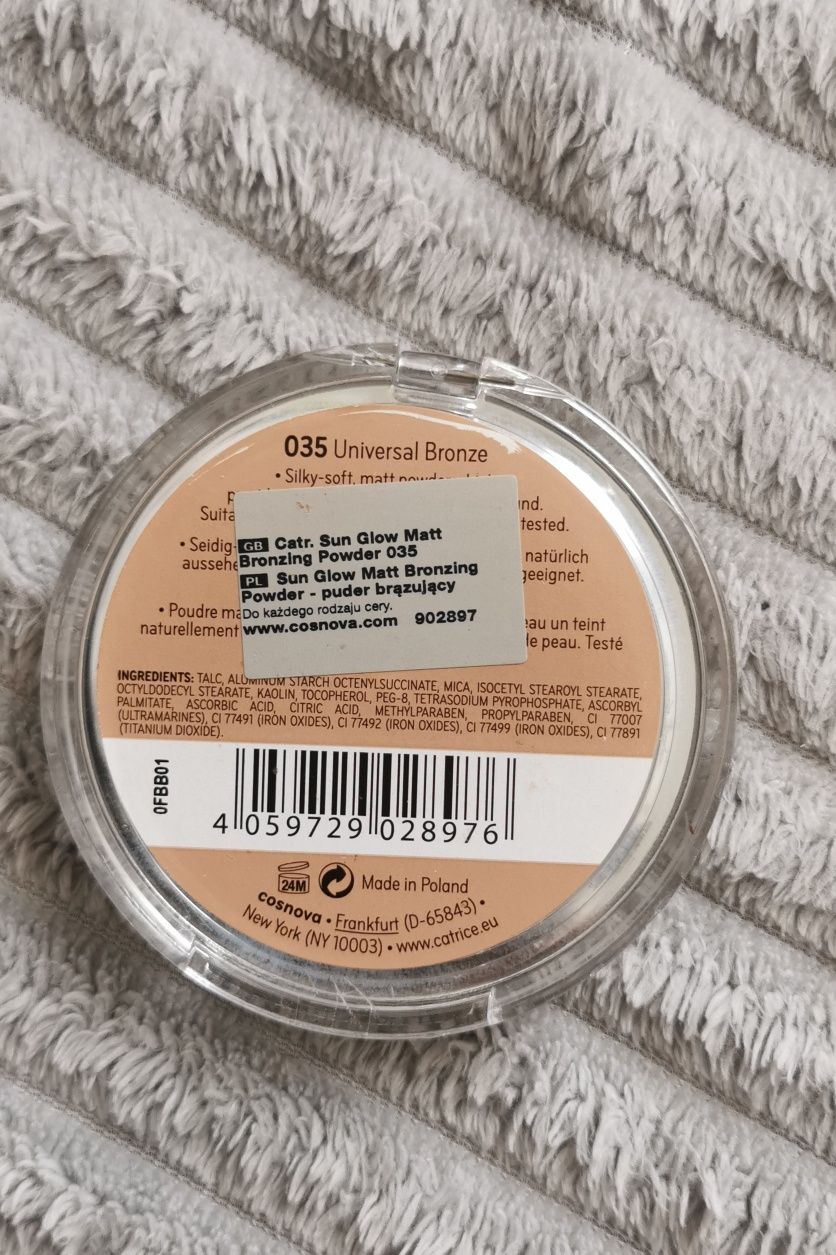 035 Universal Bronze
• Silky-soft, matt
Suita
und.
tested.
• Seidig-
ausseh
natürlich
geeignet.
• Poudre ma
naturellement
eau un teint
de peau. Testé
GB Catr. Sun Glow Matt
Bronzing Powder 035
PL Sun Glow Matt Bronzing
Powder - puder brązujący
Do każdego rodzaju cery.
www.cosnova.com 902897
INGREDIENTS: TALC, ALUMINUM STARCH OCTENYLSUCCINATE, MICA, ISOCETYL STEAROYL STEARATE,
OCTYLDODECYL STEARATE, KAOLIN, TOCOPHEROL, PEG-8, TETRASODIUM PYROPHOSPHATE, ASCORBYL
PALMITATE, ASCORBIC ACID, CITRIC ACID, METHYLPARABEN, PROPYLPARABEN, CI 77007
(ULTRAMARINES), CI 77491 (IRON OXIDES), CI 77492 (IRON OXIDES), CI 77499 (IRON OXIDES), CI 77891
(TITANIUM DIOXIDE).
0FBB01
4 059729 028976
24M Made in Poland
cosnova • Frankfurt (D-65843) •
New York (NY 10003) • www.catrice.eu